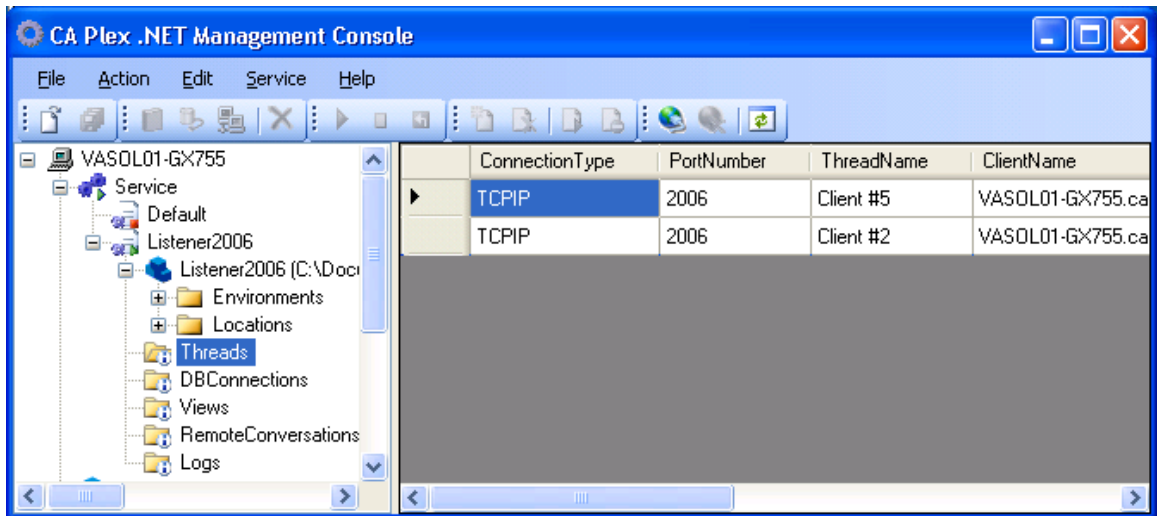 CA Plex .NET Management Console
File Action Edit Service Help
VASOL01-GX755
Service
Default
Listener2006
Listener2006 (C:\Doc
Environments
Locations
Threads
DBConnections
Views
RemoteConversations
Logs
ConnectionType PortNumber ThreadName ClientName
TCPIP 2006 Client #5 VASOL01-GX755.ca
TCPIP 2006 Client #2 VASOL01-GX755.ca